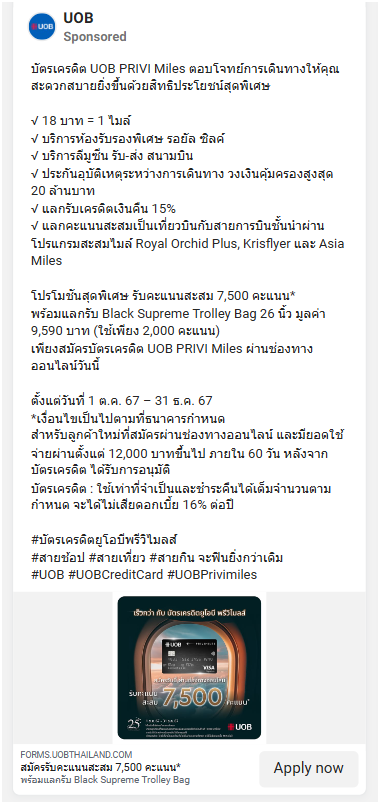 UOB
UOB
Sponsored
บัตรเครดิต UOB PRIVI Miles ตอบโจทย์การเดินทางให้คุณ
สะดวกสบายยิ่งขึ้นด้วยสิทธิประโยชน์สุดพิเศษ
√ 18 บาท = 1 ไมล์
√ บริการห้องรับรองพิเศษ รอยัล ซิลค์
√ บริการลีมูซีน รับ-ส่ง สนามบิน
√ ประกันอุบัติเหตุระหว่างการเดินทาง วงเงินคุ้มครองสูงสุด
20 ล้านบาท
√ แลกรับเครดิตเงินคืน 15%
√ แลกคะแนนสะสมเป็นเที่ยวบินกับสายการบินชั้นนำผ่าน
โปรแกรมสะสมไมล์ Royal Orchid Plus, Krisflyer และ Asia
Miles
โปรโมชันสุดพิเศษ รับคะแนนสะสม 7,500 คะแนน*
พร้อมแลกรับ Black Supreme Trolley Bag 26 นิ้ว มูลค่า
9,590 บาท (ใช้เพียง 2,000 คะแนน)
เพียงสมัครบัตรเครดิต UOB PRIVI Miles ผ่านช่องทาง
ออนไลน์วันนี้
ตั้งแต่วันที่ 1 ต.ค. 67 – 31 ธ.ค. 67
*เงื่อนไขเป็นไปตามที่ธนาคารกำหนด
สำหรับลูกค้าใหม่ที่สมัครผ่านช่องทางออนไลน์ และมียอดใช้
จ่ายผ่านตั้งแต่ 12,000 บาทขึ้นไป ภายใน 60 วัน หลังจาก
บัตรเครดิต ได้รับการอนุมัติ
บัตรเครดิต : ใช้เท่าที่จำเป็นและชำระคืนได้เต็มจำนวนตาม
กำหนด จะได้ไม่เสียดอกเบี้ย 16% ต่อปี
#บัตรเครดิตยูโอบีพรีวิไมลส์
#สายช้อป #สายเที่ยว #สายกิน จะฟินยิ่งกว่าเดิม
#UOB #UOBCreditCard #UOBPrivimiles
เร็วกว่า กับ บัตรเครดิตยูโอบี พรีวิไมลส์
UOB
VISA
รับคะแนน
สะสม 7,500 คะแนน*
25
UOB
FORMS.UOBTHAILAND.COM
สมัครรับคะแนนสะสม 7,500 คะแนน*
พร้อมแลกรับ Black Supreme Trolley Bag
Apply now